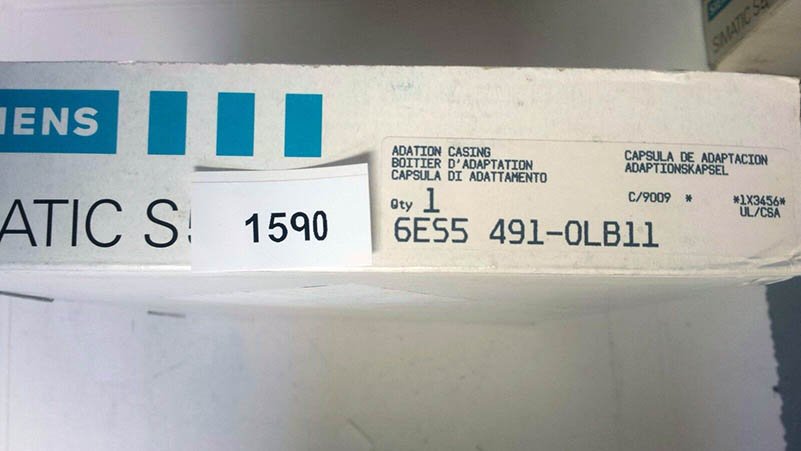 IENS
ATIC S5
1590
ADATION CASING
BOITIER D'ADAPTATION
CAPSULA DI ADATTAMENTO
Qty 1
6ES5 491-0LB11
CAPSULA DE ADAPTACION
ADAPTIONSKAPSEL
C/9009 * *1X3456*
UL/CSA
SIMATIC S5